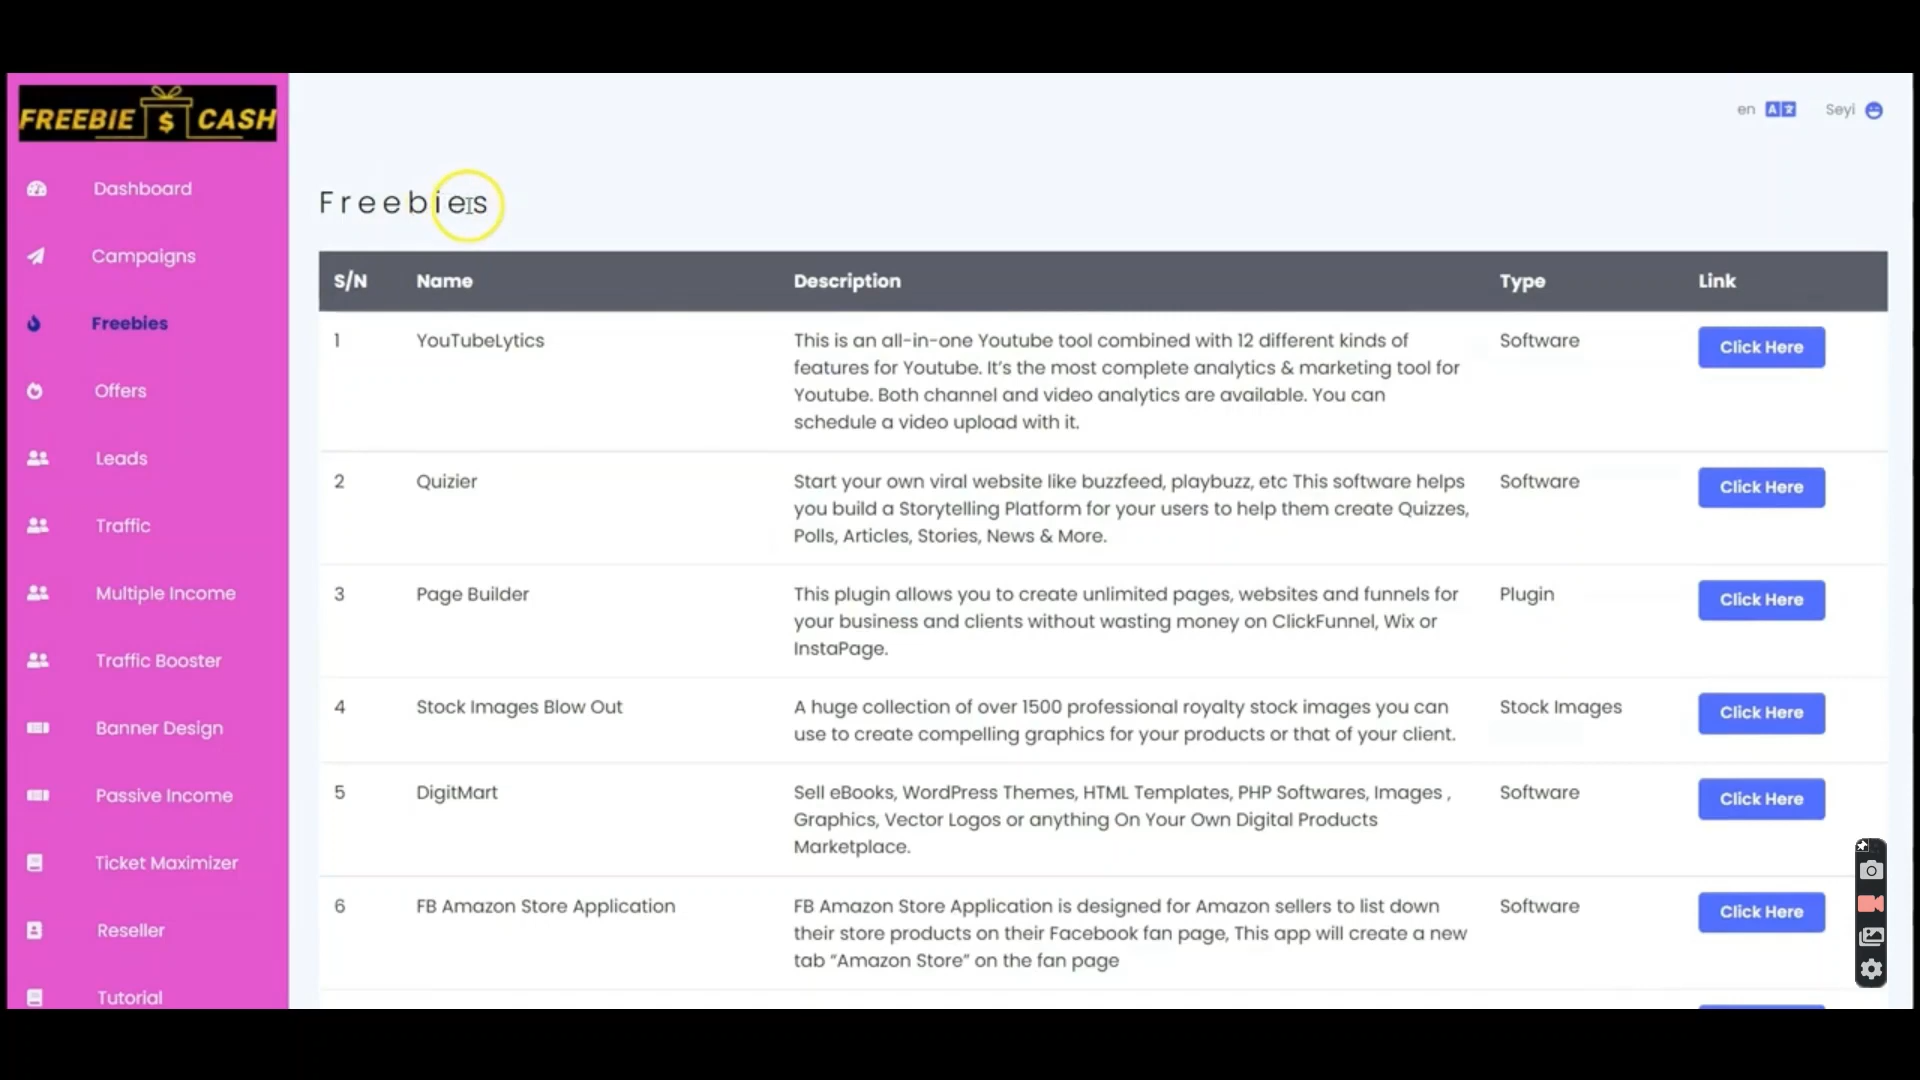 FREEBIE $ CASH
en
Seyi
Dashboard
Campaigns
Freebies
Offers
Leads
Traffic
Multiple Income
Traffic Booster
Banner Design
Passive Income
Ticket Maximizer
Reseller
Tutorial
Freebies
S/N Name Description Type Link
1 YouTubeLytics This is an all-in-one Youtube tool combined with 12 different kinds of Software Click Here
features for Youtube. It's the most complete analytics & marketing tool for
Youtube. Both channel and video analytics are available. You can
schedule a video upload with it.
2 Quizier Start your own viral website like buzzfeed, playbuzz, etc This software helps Software Click Here
you build a Storytelling Platform for your users to help them create Quizzes,
Polls, Articles, Stories, News & More.
3 Page Builder This plugin allows you to create unlimited pages, websites and funnels for Plugin Click Here
your business and clients without wasting money on ClickFunnel, Wix or
InstaPage.
4 Stock Images Blow Out A huge collection of over 1500 professional royalty stock images you can Stock Images Click Here
use to create compelling graphics for your products or that of your client.
5 DigitMart Sell eBooks, WordPress Themes, HTML Templates, PHP Softwares, Images , Software Click Here
Graphics, Vector Logos or anything On Your Own Digital Products
Marketplace.
6 FB Amazon Store Application FB Amazon Store Application is designed for Amazon sellers to list down Software Click Here
their store products on their Facebook fan page, This app will create a new
tab “Amazon Store” on the fan page